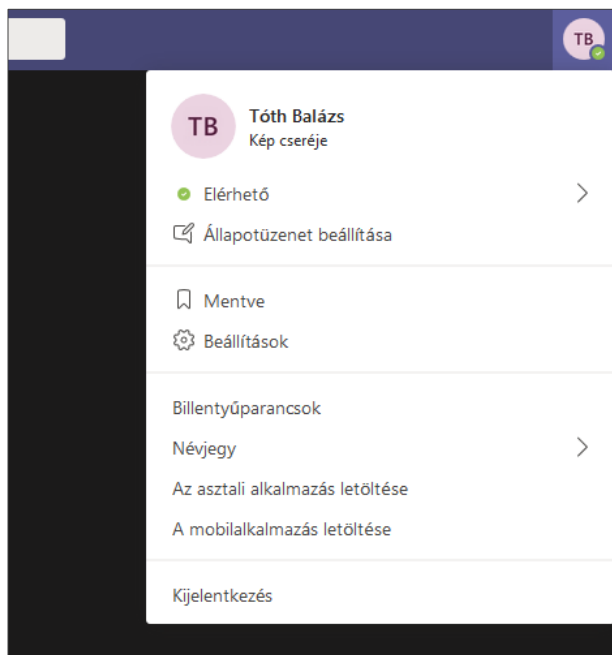 TB
TB
Tóth Balázs
Kép cseréje
Elérhető
Állapotüzenet beállítása
Mentve
Beállítások
Billentyűparancsok
Névjegy
Az asztali alkalmazás letöltése
A mobilalkalmazás letöltése
Kijelentkezés